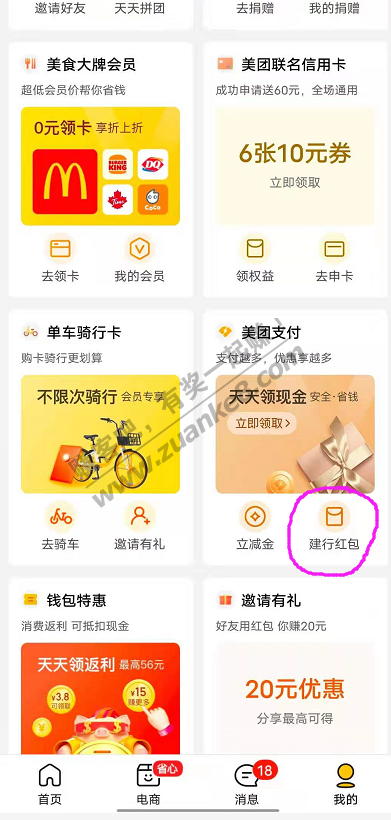 邀请好友 天天拼团
去捐赠 我的捐赠
美食大牌会员
超低会员价帮你省钱
0元领卡 享折上折
BURGER KING
DQ
Tims
CoCo
去领卡 我的会员
美团联名信用卡
成功申请送60元，全场通用
6张10元券
立即领取
领权益 去申卡
单车骑行卡
购卡骑行更划算
不限次骑行 会员专享
去骑车 邀请有礼
美团支付
支付越多，优惠享越多
天天领现金 安全·省钱
立即领取 >
立减金 建行红包
钱包特惠
消费返利 可抵扣现金
天天领返利 最高56元
¥3.8
可领取
¥15
赚更多
邀请有礼
好友用红包 你赚20元
20元优惠
分享最高可得
省心
18
首页 电商 消息 我的
有奖一起赚！
www.zuanke8.com